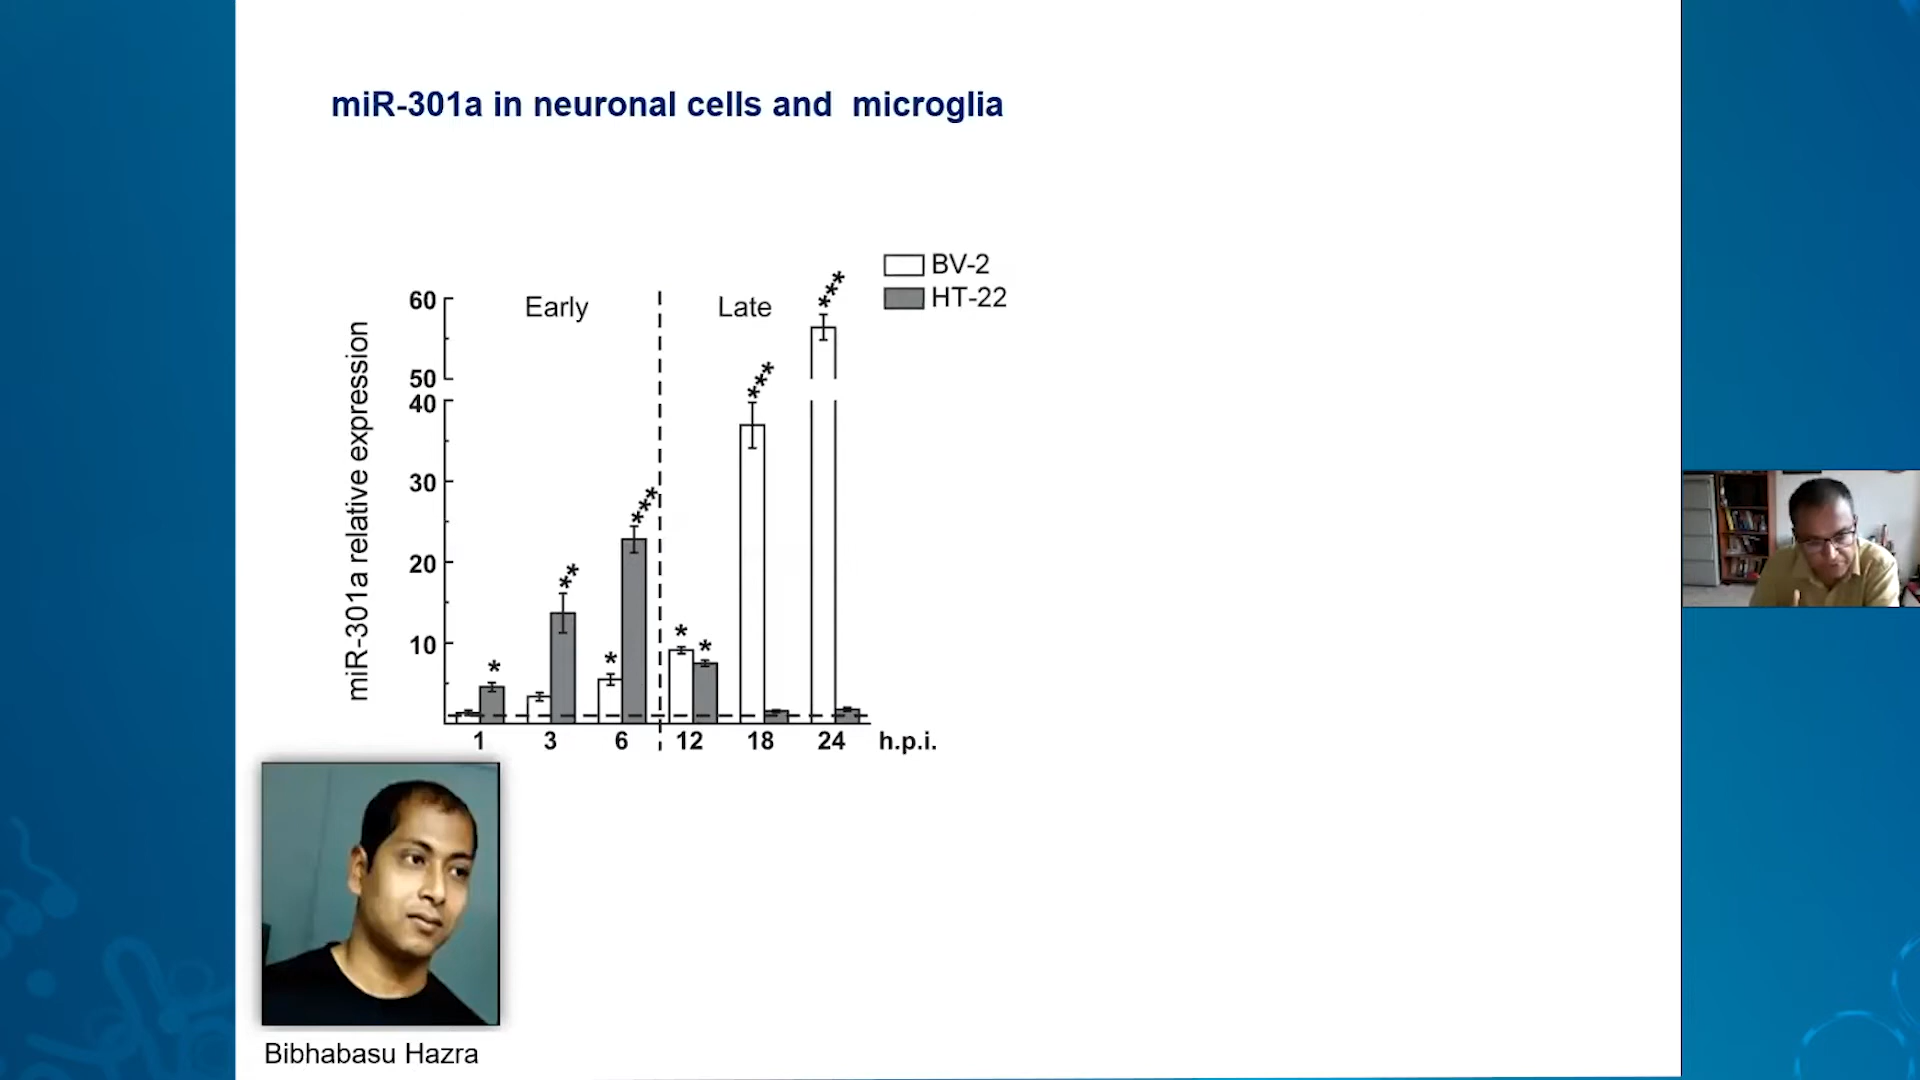 miR-301a in neuronal cells and microglia
BV-2
HT-22
Early
Late
miR-301a relative expression
60
50
40
30
20
10
*
**
*
***
*
*
***
***
1 3 6 12 18 24 h.p.i.
Bibhabasu Hazra